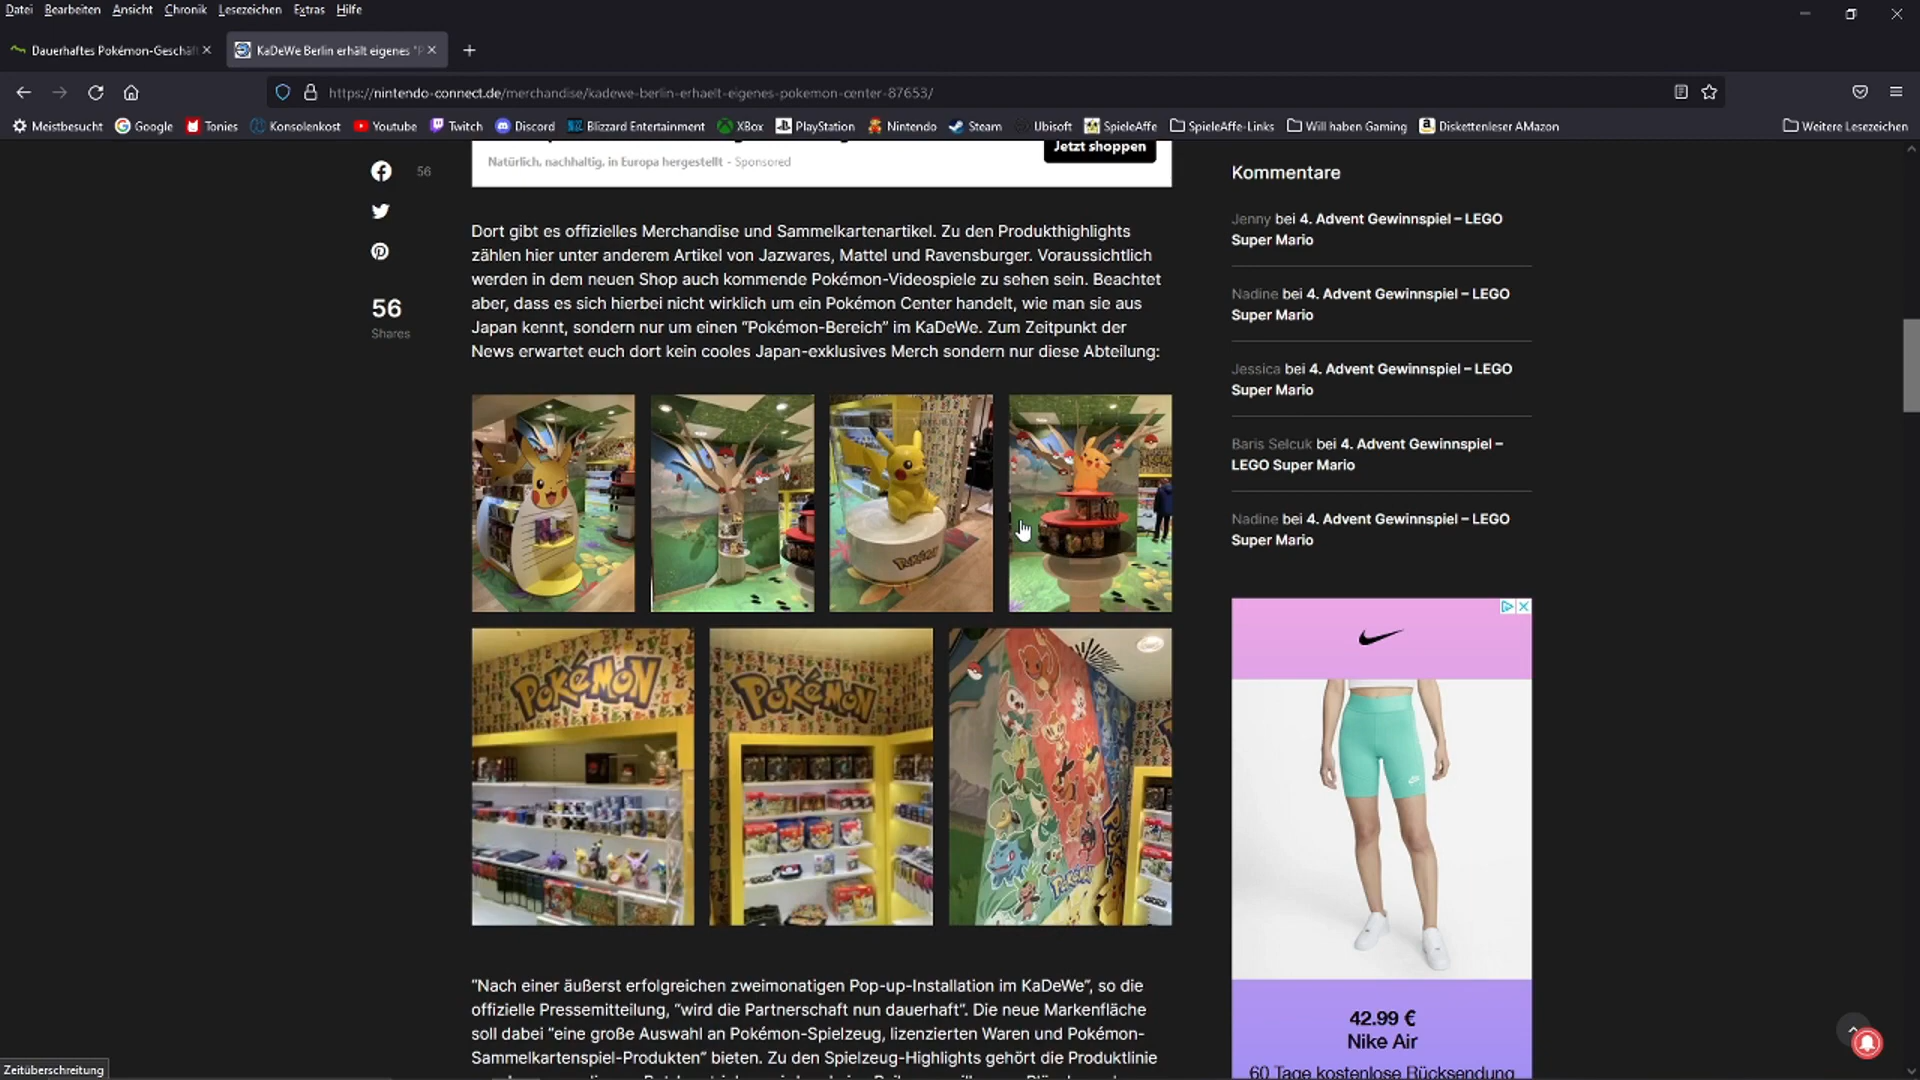 Datei Bearbeiten Ansicht Chronik Lesezeichen Extras Hilfe
Dauerhaftes Pokémon-Geschäft
KaDeWe Berlin erhält eigenes "P
https://nintendo-connect.de/merchandise/kadewe-berlin-erhaelt-eigenes-pokemon-center-87653/
Meistbesucht Google Tonies Konsolenkost Youtube Twitch Discord Blizzard Entertainment XBox PlayStation Nintendo Steam Ubisoft SpieleAffe SpieleAffe-Links Will haben Gaming Diskettenleser AMazon Weitere Lesezeichen
Jetzt shoppen
Natürlich, nachhaltig, in Europa hergestellt - Sponsored
56
56
Shares
Dort gibt es offizielles Merchandise und Sammelkartenartikel. Zu den Produkthighlights
zählen hier unter anderem Artikel von Jazwares, Mattel und Ravensburger. Voraussichtlich
werden in dem neuen Shop auch kommende Pokémon-Videospiele zu sehen sein. Beachtet
aber, dass es sich hierbei nicht wirklich um ein Pokémon Center handelt, wie man sie aus
Japan kennt, sondern nur um einen “Pokémon-Bereich” im KaDeWe. Zum Zeitpunkt der
News erwartet euch dort kein cooles Japan-exklusives Merch sondern nur diese Abteilung:
Pokémon
Pokémon
Pokémon
Pokémon
“Nach einer äußerst erfolgreichen zweimonatigen Pop-up-Installation im KaDeWe”, so die
offizielle Pressemitteilung, “wird die Partnerschaft nun dauerhaft”. Die neue Markenfläche
soll dabei “eine große Auswahl an Pokémon-Spielzeug, lizenzierten Waren und Pokémon-
Sammelkartenspiel-Produkten” bieten. Zu den Spielzeug-Highlights gehört die Produktlinie
Kommentare
Jenny bei 4. Advent Gewinnspiel – LEGO
Super Mario
Nadine bei 4. Advent Gewinnspiel – LEGO
Super Mario
Jessica bei 4. Advent Gewinnspiel – LEGO
Super Mario
Baris Selcuk bei 4. Advent Gewinnspiel –
LEGO Super Mario
Nadine bei 4. Advent Gewinnspiel – LEGO
Super Mario
42.99 €
Nike Air
60 Tage kostenlose Rücksendung
Zeitüberschreitung